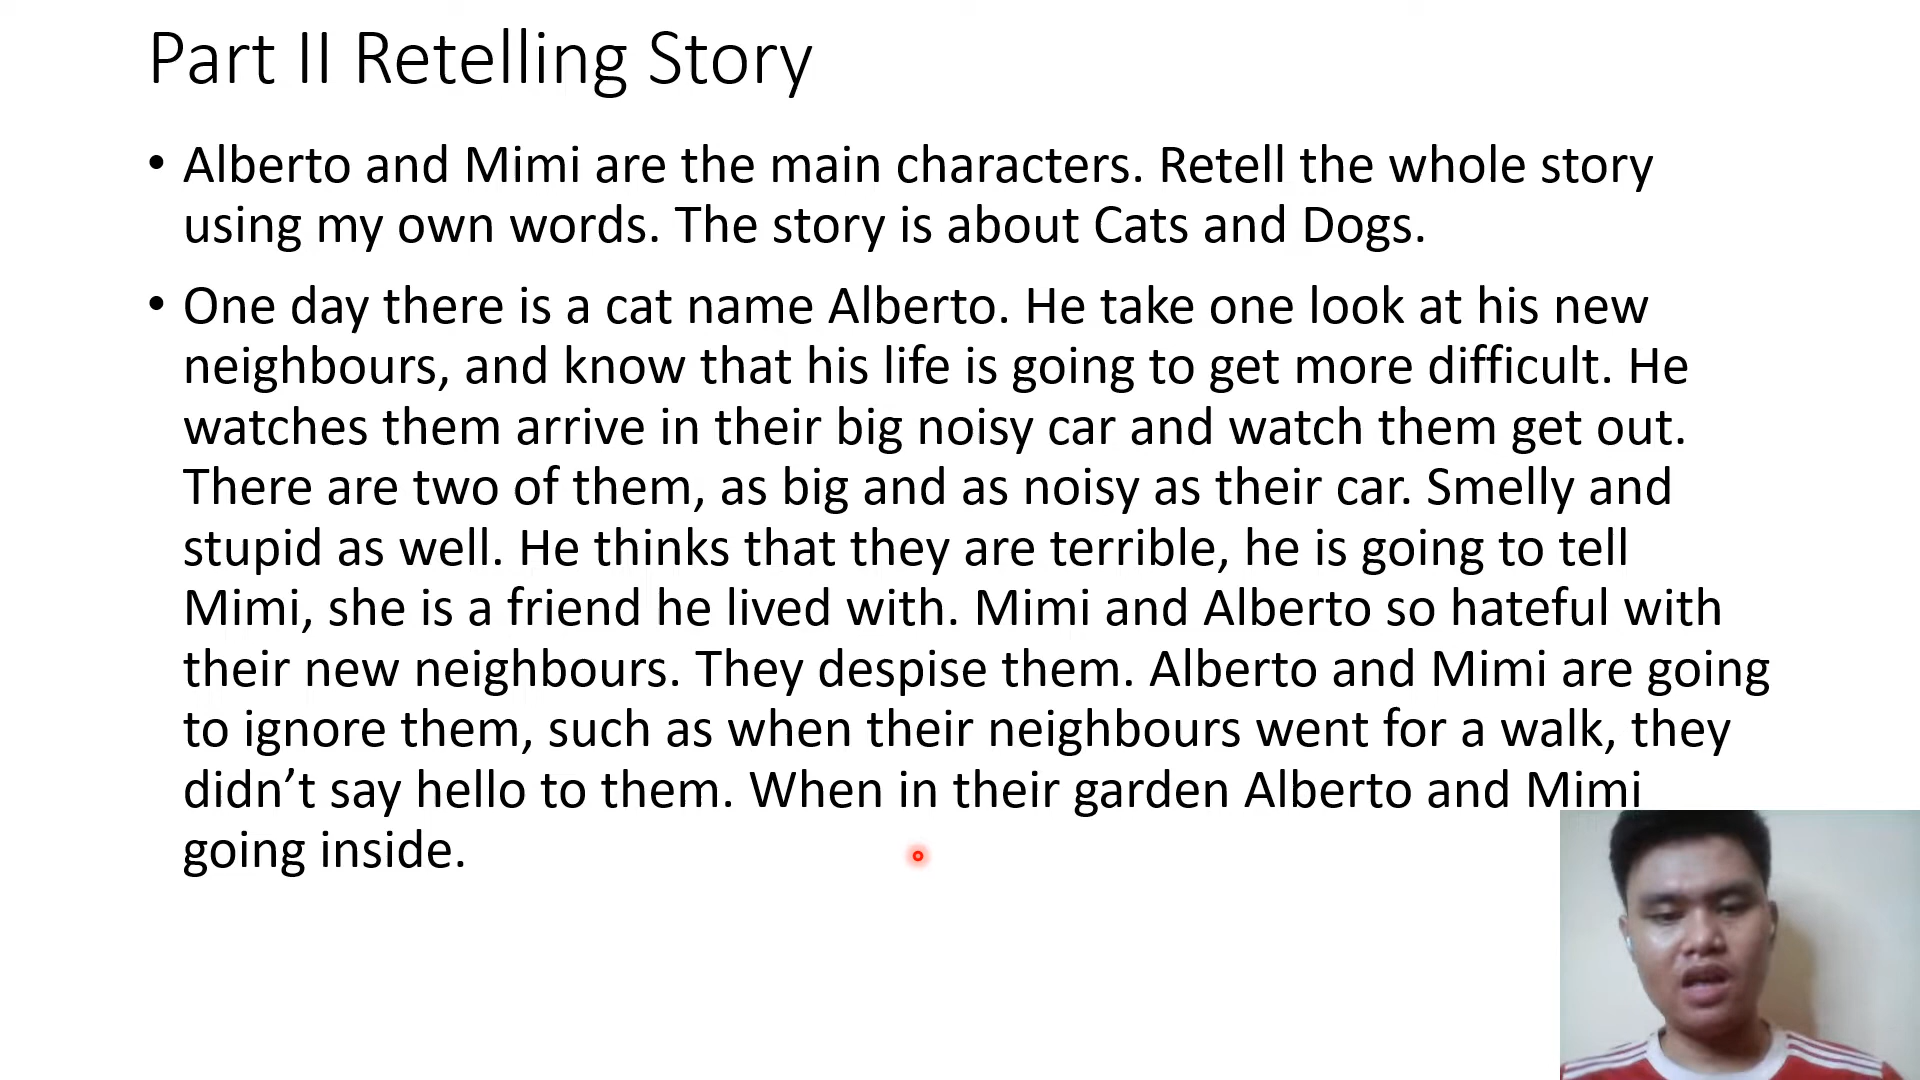 Part II Retelling Story
• Alberto and Mimi are the main characters. Retell the whole story
using my own words. The story is about Cats and Dogs.
• One day there is a cat name Alberto. He take one look at his new
neighbours, and know that his life is going to get more difficult. He
watches them arrive in their big noisy car and watch them get out.
There are two of them, as big and as noisy as their car. Smelly and
stupid as well. He thinks that they are terrible, he is going to tell
Mimi, she is a friend he lived with. Mimi and Alberto so hateful with
their new neighbours. They despise them. Alberto and Mimi are going
to ignore them, such as when their neighbours went for a walk, they
didn’t say hello to them. When in their garden Alberto and Mimi
going inside.